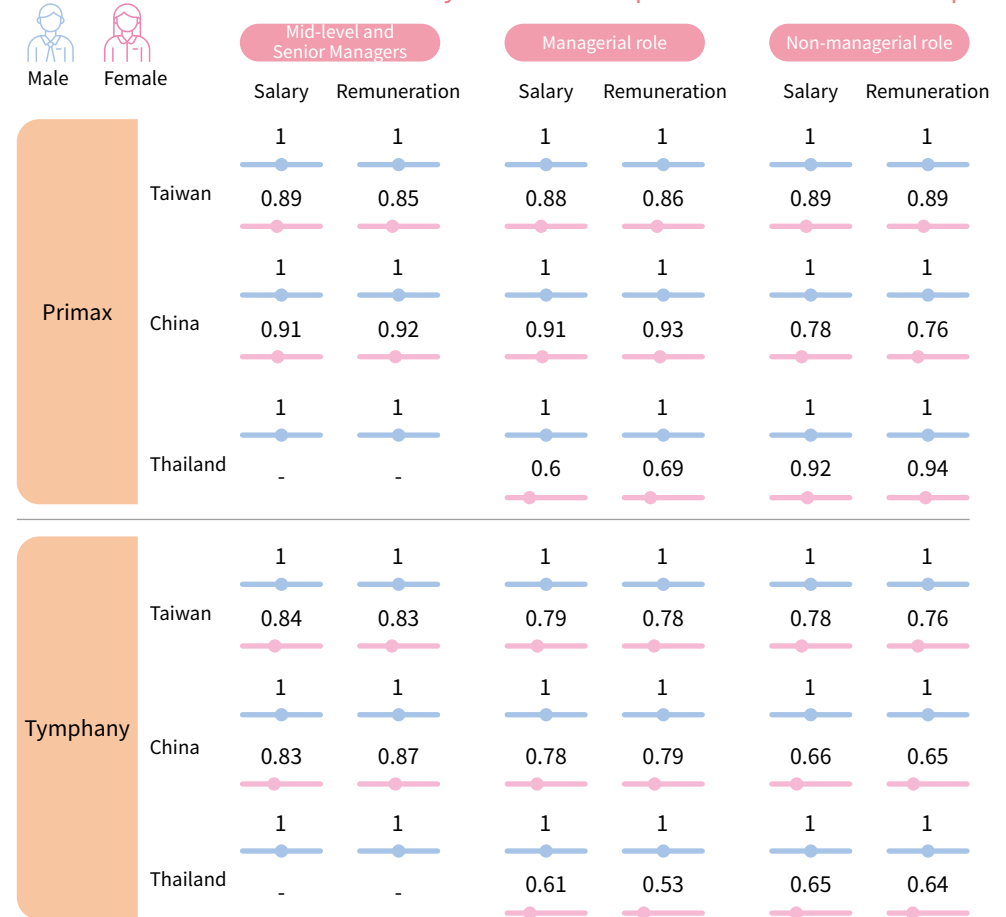 Male Female
Mid-level and
Senior Managers
Managerial role
Non-managerial role
Salary Remuneration Salary Remuneration Salary Remuneration
Primax
1 1 1 1 1 1
Taiwan
0.89 0.85 0.88 0.86 0.89 0.89
1 1 1 1 1 1
China
0.91 0.92 0.91 0.93 0.78 0.76
1 1 1 1 1 1
Thailand
- - 0.6 0.69 0.92 0.94
Tymphany
1 1 1 1 1 1
Taiwan
0.84 0.83 0.79 0.78 0.78 0.76
1 1 1 1 1 1
China
0.83 0.87 0.78 0.79 0.66 0.65
1 1 1 1 1 1
Thailand
- - 0.61 0.53 0.65 0.64